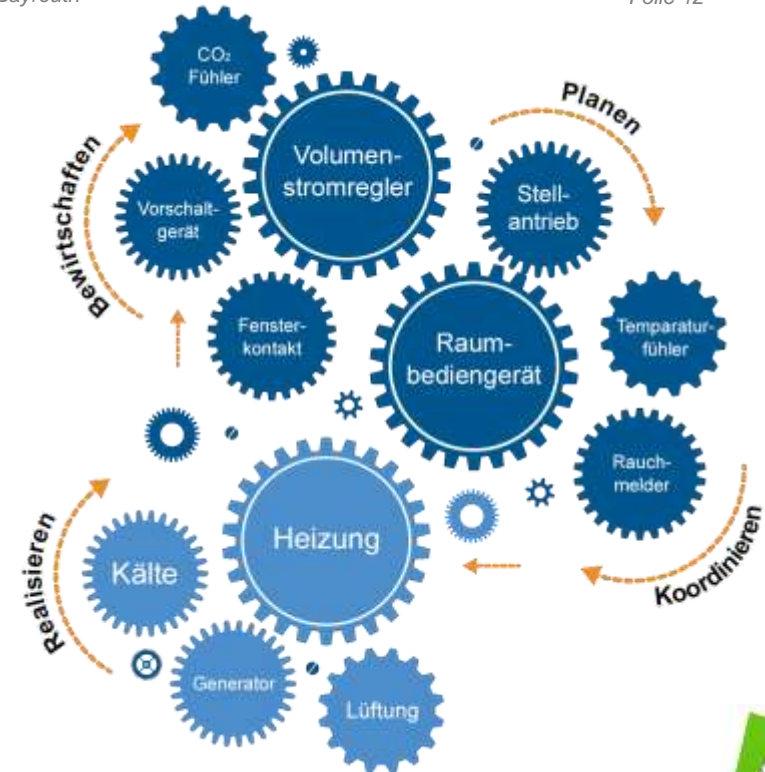 Bayreuth
Folie 12
CO₂
Fühler
Volumen-
stromregler
Planen
Bewirtschaften
Vorschalt-
gerät
Stell-
antrieb
Fenster-
kontakt
Raum-
bediengerät
Temparatur-
fühler
Rauch-
melder
Heizung
Koordinieren
Realisieren
Kälte
Generator
Lüftung